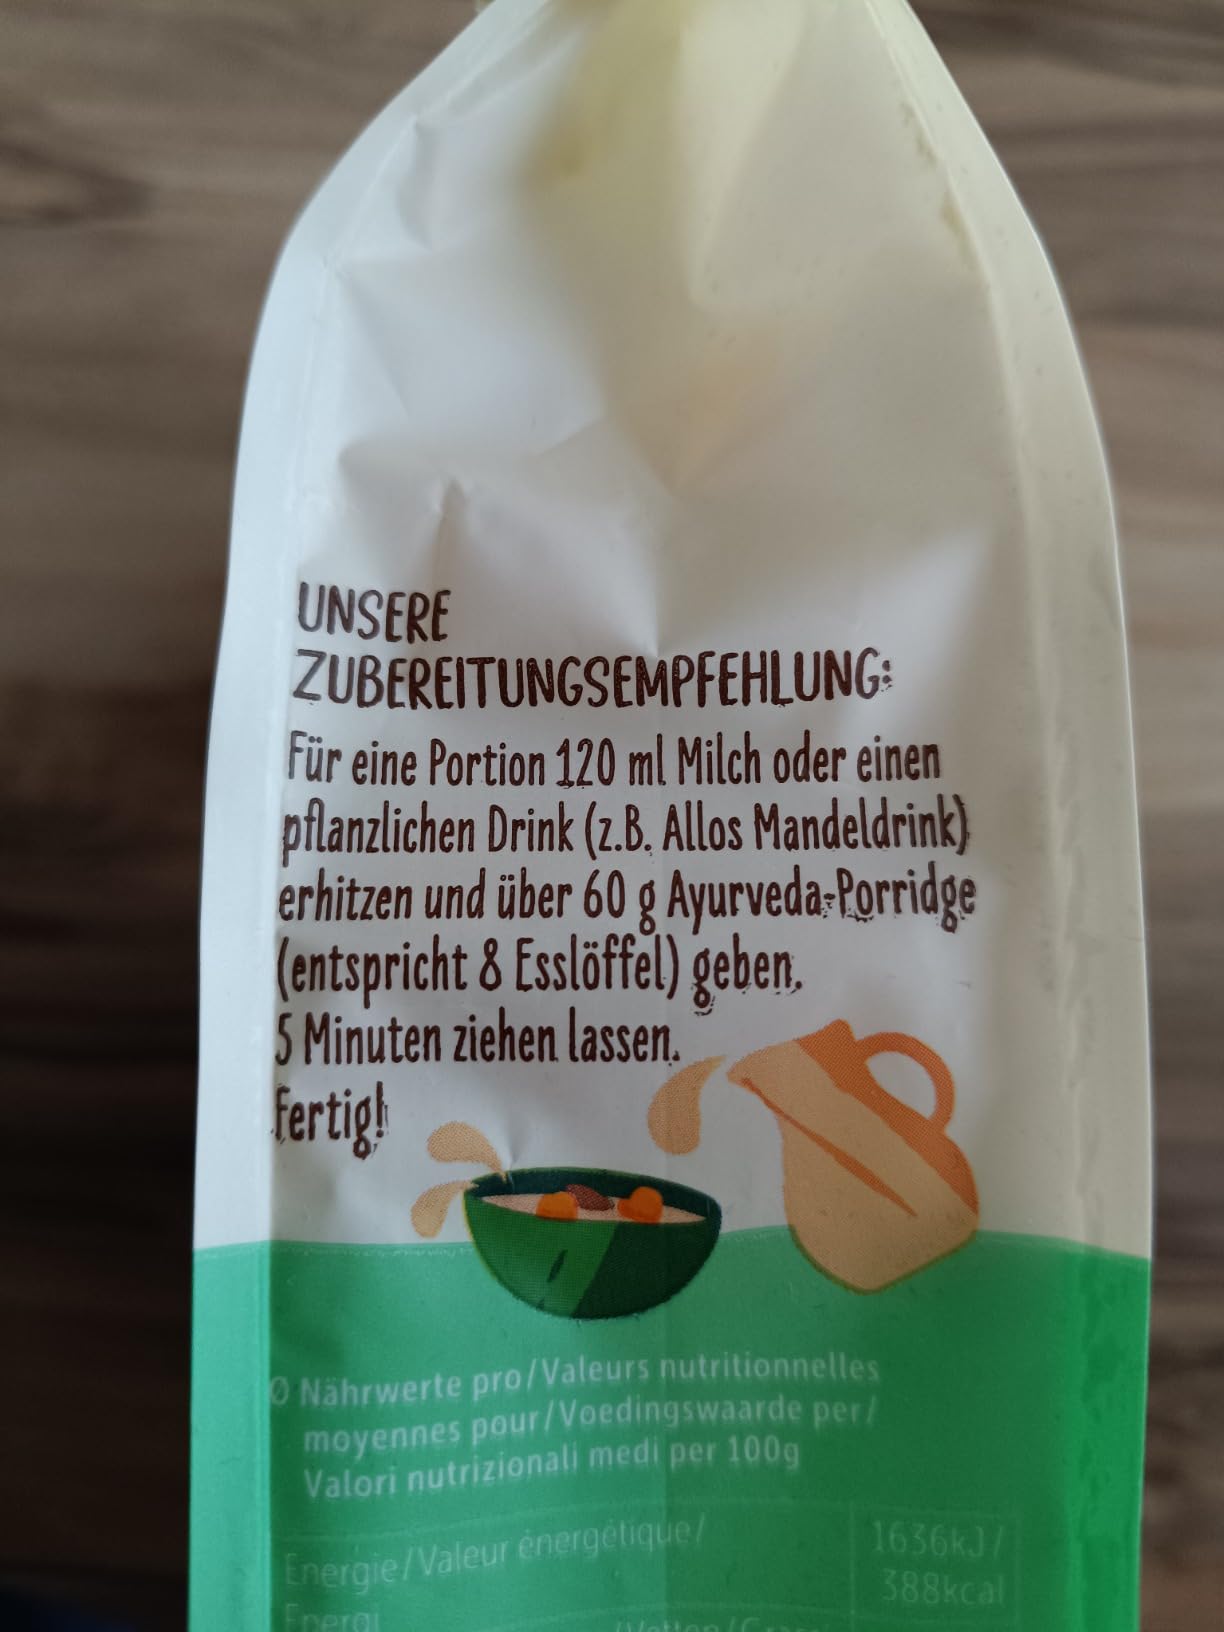 UNSERE
ZUBEREITUNGSEMPFEHLUNG:
Für eine Portion 120 ml Milch oder einen
pflanzlichen Drink (z.B. Allos Mandeldrink)
erhitzen und über 60 g Ayurveda-Porridge
(entspricht 8 Esslöffel) geben.
5 Minuten ziehen lassen.
Fertig!
Ø Nährwerte pro/Valeurs nutritionnelles
moyennes pour/Voedingswaarde per/
Valori nutrizionali medi per 100g
Energie/Valeur énergétique/
1636kJ/
388kcal
Energi